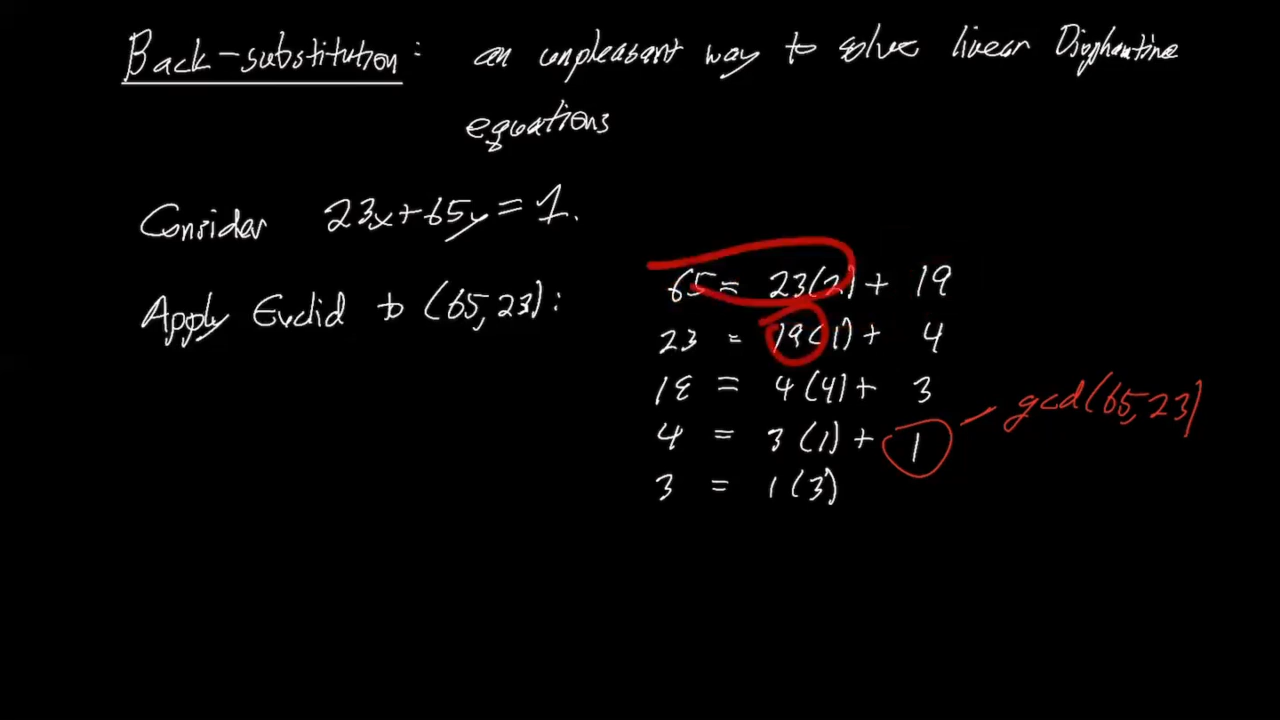 Back-substitution: an unpleasant way to solve linear Diophantine
equations
Consider 23x+65y=1.
Apply Euclid to (65,23):
65 = 23(2) + 19
23 = 19(1) + 4
19 = 4(4) + 3
4 = 3(1) + 1
3 = 1(3)
gcd(65,23)